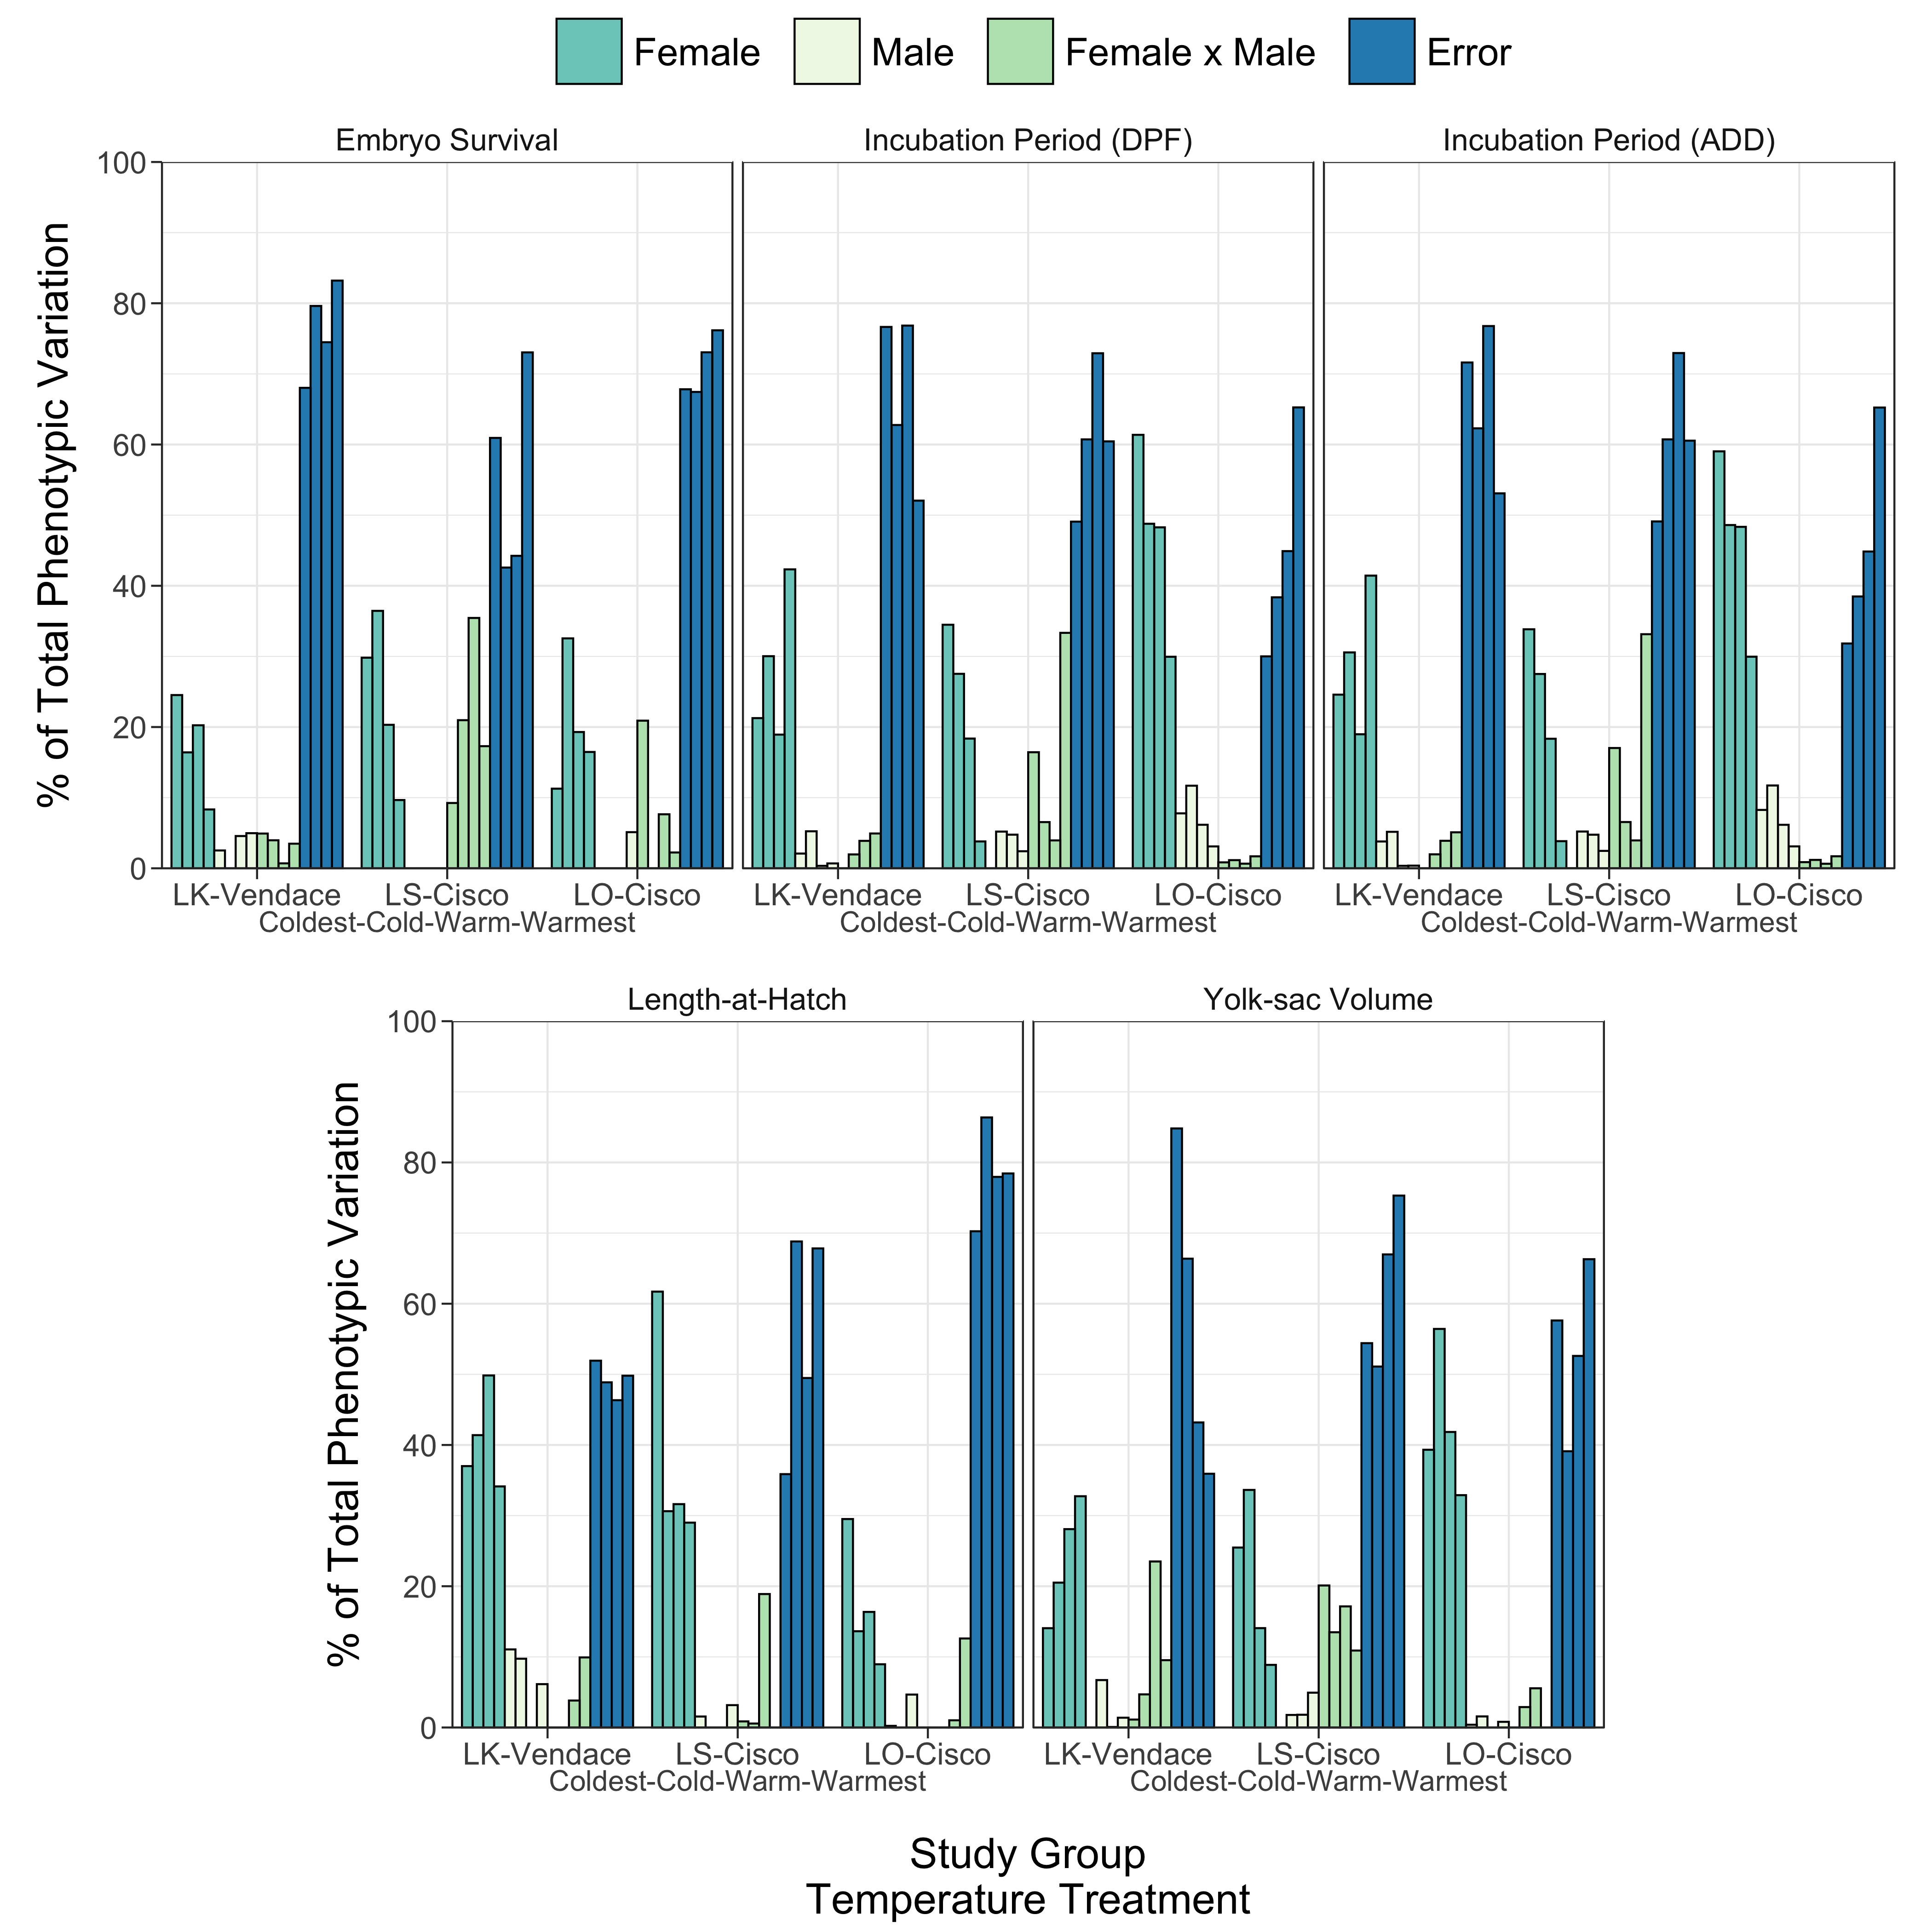 Female Male Female x Male Error
Embryo Survival Incubation Period (DPF) Incubation Period (ADD)
% of Total Phenotypic Variation
100
80
60
40
20
0
LK-Vendace LS-Cisco LO-Cisco LK-Vendace LS-Cisco LO-Cisco LK-Vendace LS-Cisco LO-Cisco
Coldest-Cold-Warm-Warmest Coldest-Cold-Warm-Warmest Coldest-Cold-Warm-Warmest
Length-at-Hatch Yolk-sac Volume
% of Total Phenotypic Variation
100
80
60
40
20
0
LK-Vendace LS-Cisco LO-Cisco LK-Vendace LS-Cisco LO-Cisco
Coldest-Cold-Warm-Warmest Coldest-Cold-Warm-Warmest
Study Group
Temperature Treatment